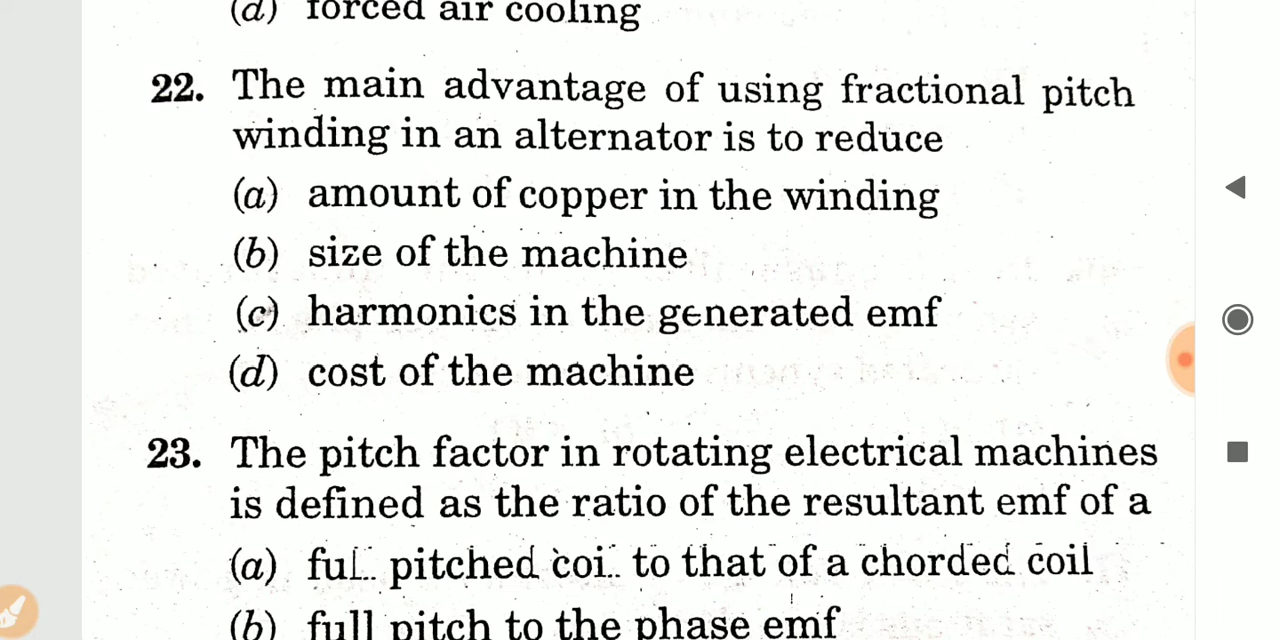 (d) forced air cooling
22. The main advantage of using fractional pitch
winding in an alternator is to reduce
(a) amount of copper in the winding
(b) size of the machine
(c) harmonics in the generated emf
(d) cost of the machine
23. The pitch factor in rotating electrical machines
is defined as the ratio of the resultant emf of a
(a) full pitched coil to that of a chorded coil
(b) full pitch to the phase emf